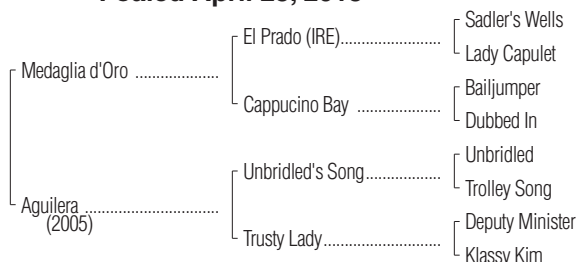 Sadler's Wells
El Prado (IRE)
Lady Capulet
Medaglia d'Oro
Bailjumper
Cappucino Bay
Dubbed In
Unbridled
Unbridled's Song
Trolley Song
Aguilera
(2005)
Deputy Minister
Trusty Lady
Klassy Kim